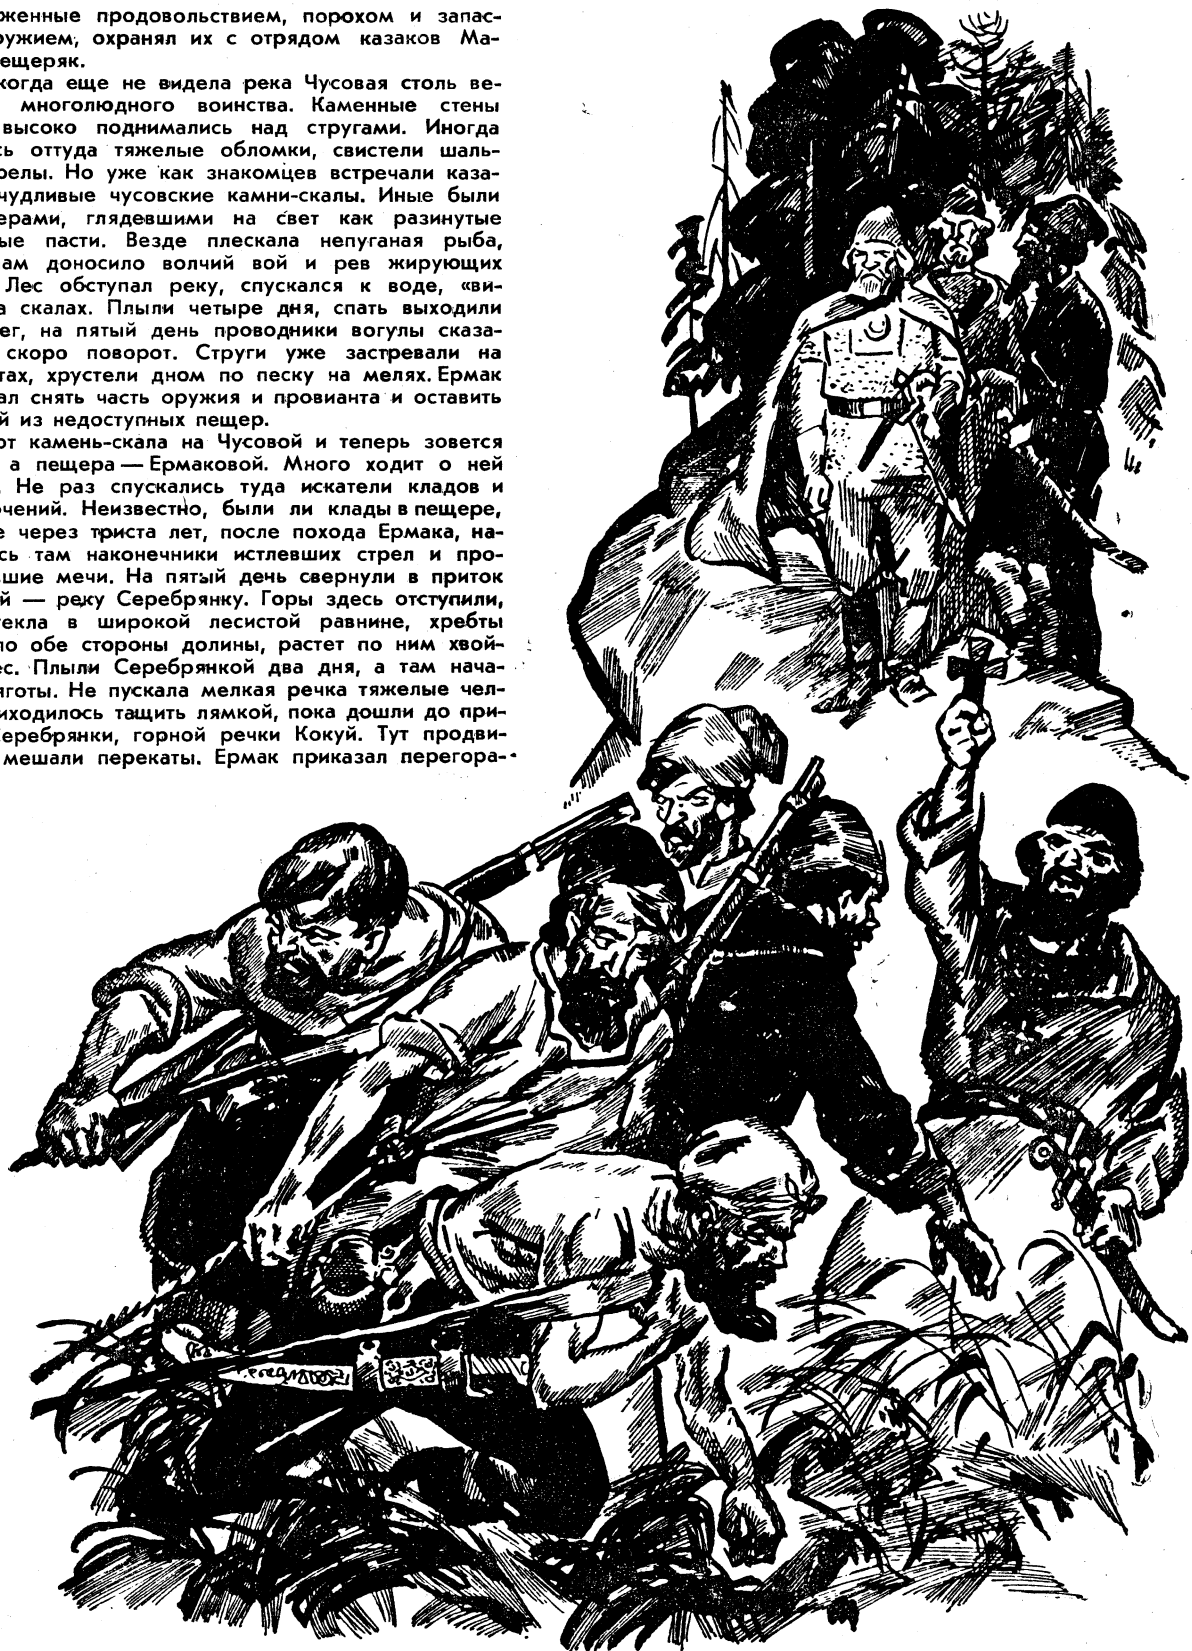 женные продовольствием, порохом и запас-
ружием, охранял их с отрядом казаков Ма-
ещеряк.
когда еще не видела река Чусовая столь ве-
многолюдного воинства. Каменные стены
высоко поднимались над стругами. Иногда
сь оттуда тяжелые обломки, свистели шаль-
релы. Но уже как знакомцев встречали каза-
чудливые чусовские камни-скалы. Иные были
ерами, глядевшими на свет как разинутые
ые пасти. Везде плескала непуганая рыба,
ам доносило волчий вой и рев жирующих
Лес обступал реку, спускался к воде, «ви-
а скалах. Плыли четыре дня, спать выходили
ег, на пятый день проводники вогулы сказа-
скоро поворот. Струги уже застревали на
тах, хрустели дном по песку на мелях. Ермак
ал снять часть оружия и провианта и оставить
й из недоступных пещер.
от камень-скала на Чусовой и теперь зовется
а пещера — Ермаковой. Много ходит о ней
. Не раз спускались туда искатели кладов и
чений. Неизвестно, были ли клады в пещере,
е через триста лет, после похода Ермака, на-
сь там наконечники истлевших стрел и про-
шие мечи. На пятый день свернули в приток
й — реку Серебрянку. Горы здесь отступили,
текла в широкой лесистой равнине, хребты
по обе стороны долины, растет по ним хвой-
ес. Плыли Серебрянкой два дня, а там нача-
яготы. Не пускала мелкая речка тяжелые чел-
иходилось тащить лямкой, пока дошли до при-
Серебрянки, горной речки Кокуй. Тут продви-
мешали перекаты. Ермак приказал перегора-